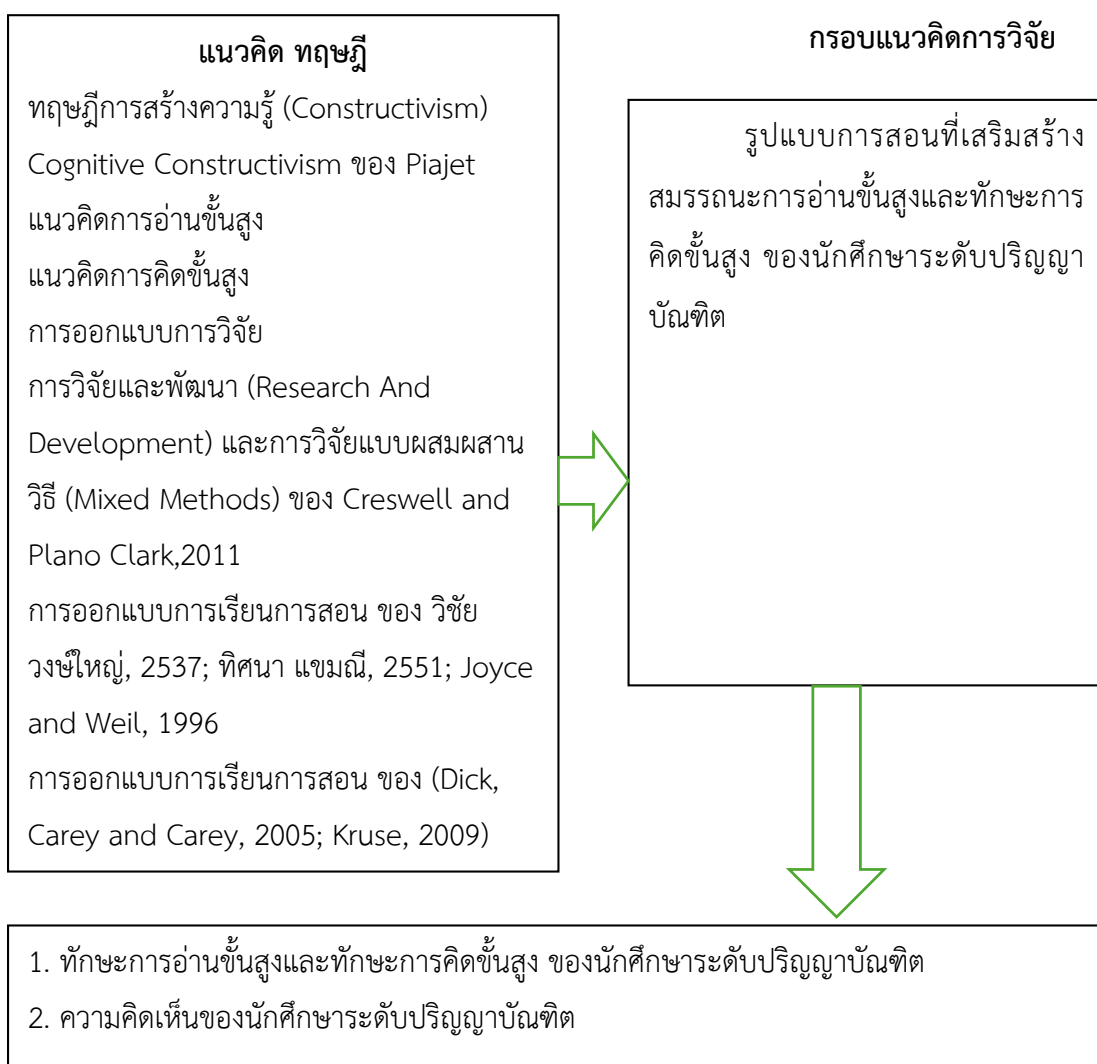 แนวคิด ทฤษฎี
ทฤษฎีการสร้างความรู้ (Constructivism)
Cognitive Constructivism ของ Piajet
แนวคิดการอ่านขั้นสูง
แนวคิดการคิดขั้นสูง
การออกแบบการวิจัย
การวิจัยและพัฒนา (Research And
Development) และการวิจัยแบบผสมผสาน
วิธี (Mixed Methods) ของ Creswell and
Plano Clark,2011
การออกแบบการเรียนการสอน ของ วิชัย
วงษ์ใหญ่, 2537; ทิศนา แขมณี, 2551; Joyce
and Weil, 1996
การออกแบบการเรียนการสอน ของ (Dick,
Carey and Carey, 2005; Kruse, 2009)
กรอบแนวคิดการวิจัย
รูปแบบการสอนที่เสริมสร้าง
สมรรถนะการอ่านขั้นสูงและทักษะการ
คิดขั้นสูง ของนักศึกษาระดับปริญญา
บัณฑิต
1. ทักษะการอ่านขั้นสูงและทักษะการคิดขั้นสูง ของนักศึกษาระดับปริญญาบัณฑิต
2. ความคิดเห็นของนักศึกษาระดับปริญญาบัณฑิต